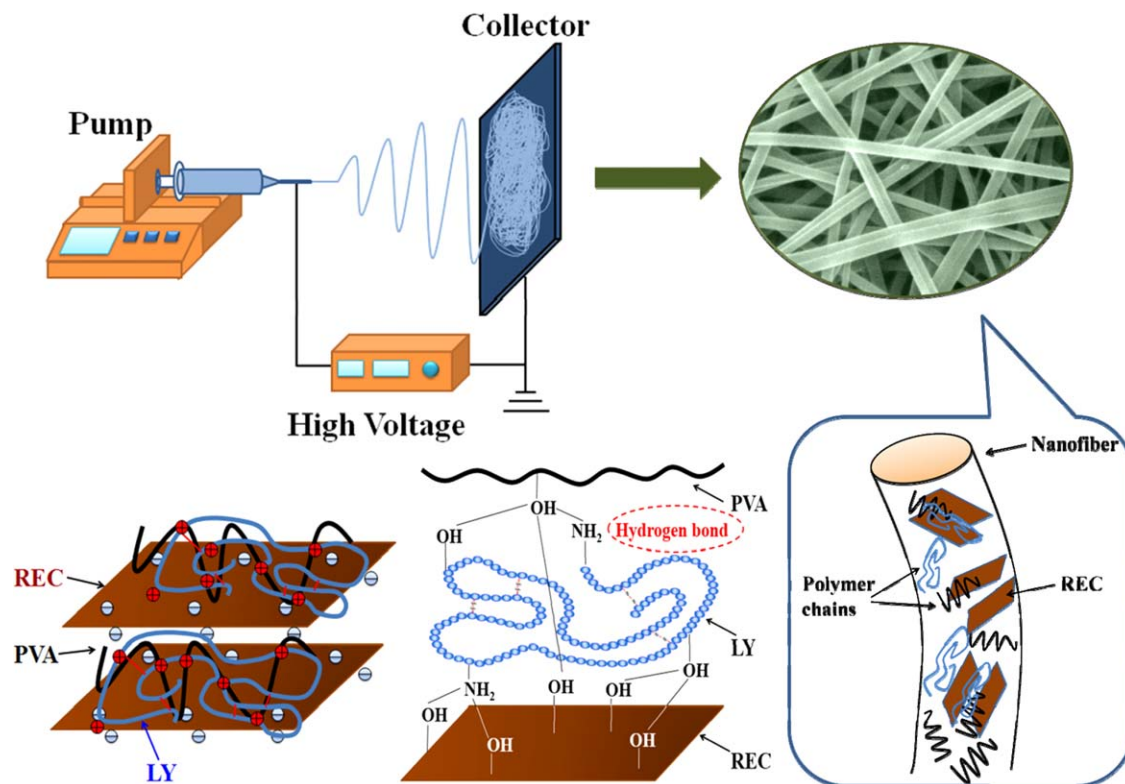 Collector
Pump
High Voltage
Nanofiber
Polymer
chains
REC
REC
PVA
LY
PVA
OH
OH
NH₂
Hydrogen bond
LY
OH
NH₂
OH
OH
OH
OH
OH
REC